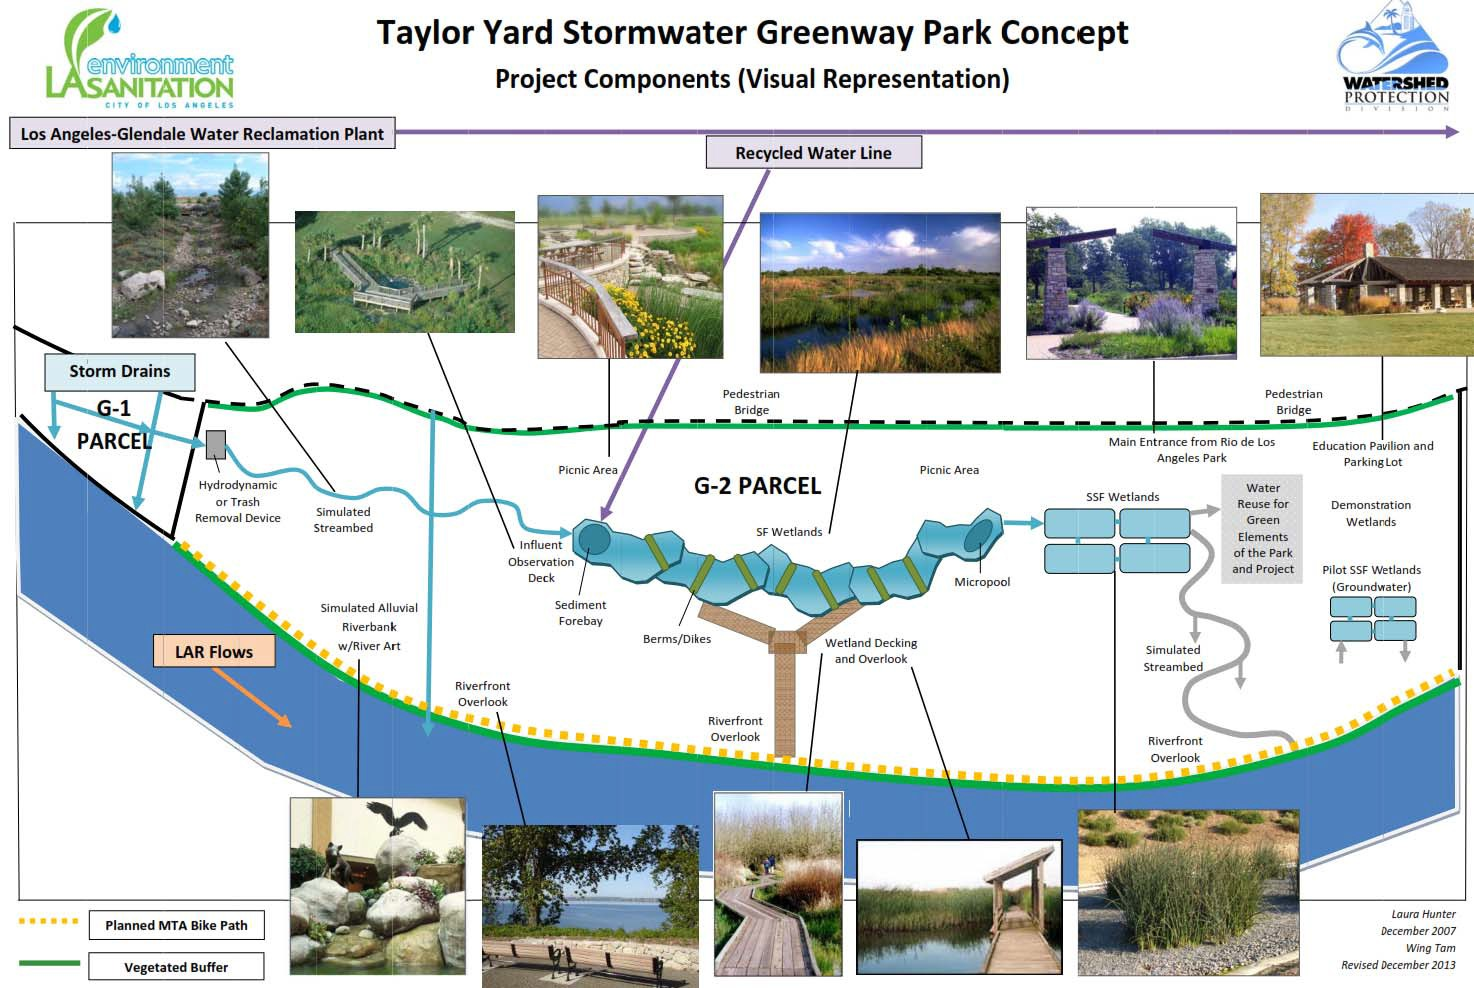 Taylor Yard Stormwater Greenway Park Concept
Project Components (Visual Representation)
environment
LA SANITATION
CITY OF LOS ANGELES
WATERSHED
PROTECTION
DIVISION
Los Angeles-Glendale Water Reclamation Plant
Recycled Water Line
Storm Drains
G-1
PARCEL
Hydrodynamic
or Trash
Removal Device
Simulated
Streambed
Influent
Observation
Deck
Picnic Area
Pedestrian
Bridge
G-2 PARCEL
Picnic Area
Main Entrance from Rio de Los
Angeles Park
Pedestrian
Bridge
Education Pavilion and
Parking Lot
SSF Wetlands
Water
Reuse for
Green
Elements
of the Park
and Project
Demonstration
Wetlands
Pilot SSF Wetlands
(Groundwater)
SF Wetlands
Micropool
Sediment
Forebay
Berms/Dikes
Wetland Decking
and Overlook
Simulated
Streambed
Simulated Alluvial
Riverbank
w/River Art
LAR Flows
Riverfront
Overlook
Riverfront
Overlook
Riverfront
Overlook
Planned MTA Bike Path
Vegetated Buffer
Laura Hunter
December 2007
Wing Tam
Revised December 2013